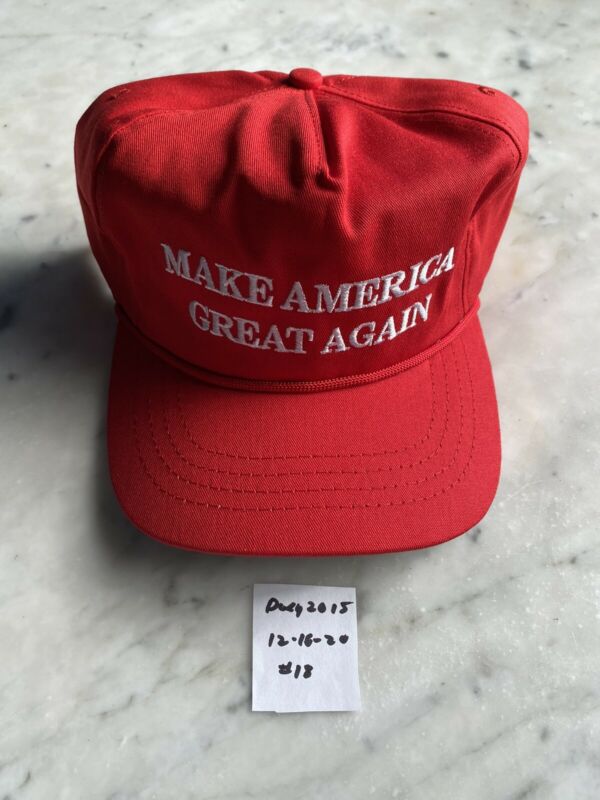 MAKE AMERICA
GREAT AGAIN
12-16-20
#18